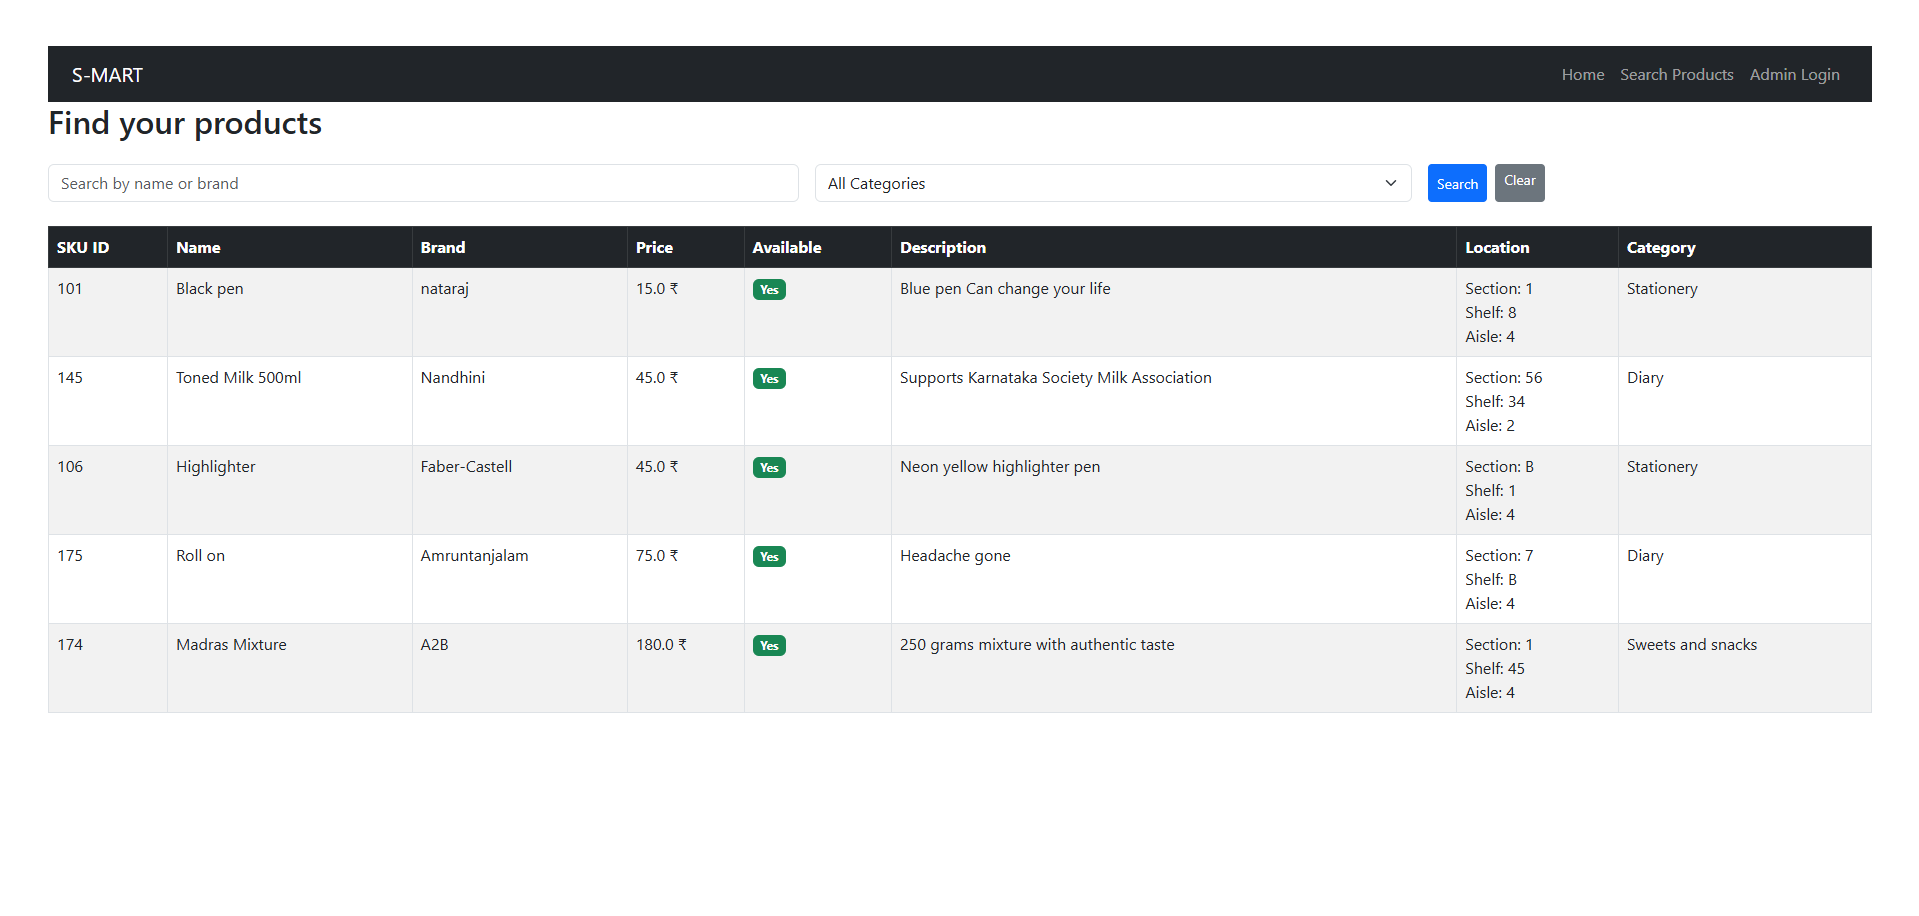 S-MART Home Search Products Admin Login
Find your products
Search by name or brand All Categories Search Clear
SKU ID Name Brand Price Available Description Location Category
101 Black pen nataraj 15.0 ₹ Yes Blue pen Can change your life Section: 1 Stationery
Shelf: 8
Aisle: 4
145 Toned Milk 500ml Nandhini 45.0 ₹ Yes Supports Karnataka Society Milk Association Section: 56 Diary
Shelf: 34
Aisle: 2
106 Highlighter Faber-Castell 45.0 ₹ Yes Neon yellow highlighter pen Section: B Stationery
Shelf: 1
Aisle: 4
175 Roll on Amruntanjalam 75.0 ₹ Yes Headache gone Section: 7 Diary
Shelf: B
Aisle: 4
174 Madras Mixture A2B 180.0 ₹ Yes 250 grams mixture with authentic taste Section: 1 Sweets and snacks
Shelf: 45
Aisle: 4